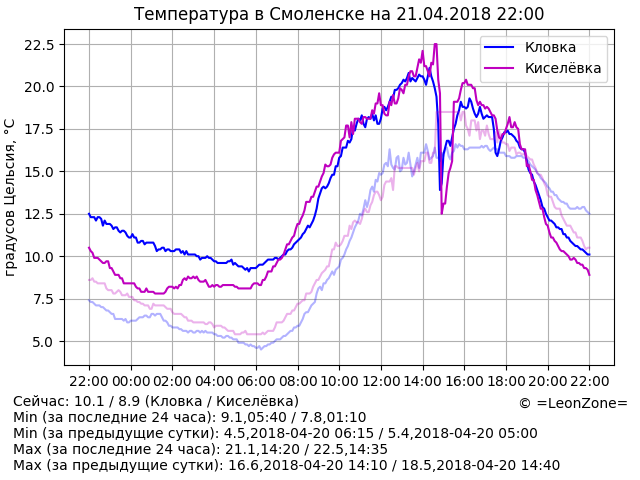 Температура в Смоленске на 21.04.2018 22:00
градусов Цельсия, °C
22.5
20.0
17.5
15.0
12.5
10.0
7.5
5.0
Кловка
Киселёвка
22:00 00:00 02:00 04:00 06:00 08:00 10:00 12:00 14:00 16:00 18:00 20:00 22:00
Сейчас: 10.1 / 8.9 (Кловка / Киселёвка)
© =LeonZone=
Min (за последние 24 часа): 9.1,05:40 / 7.8,01:10
Min (за предыдущие сутки): 4.5,2018-04-20 06:15 / 5.4,2018-04-20 05:00
Max (за последние 24 часа): 21.1,14:20 / 22.5,14:35
Max (за предыдущие сутки): 16.6,2018-04-20 14:10 / 18.5,2018-04-20 14:40